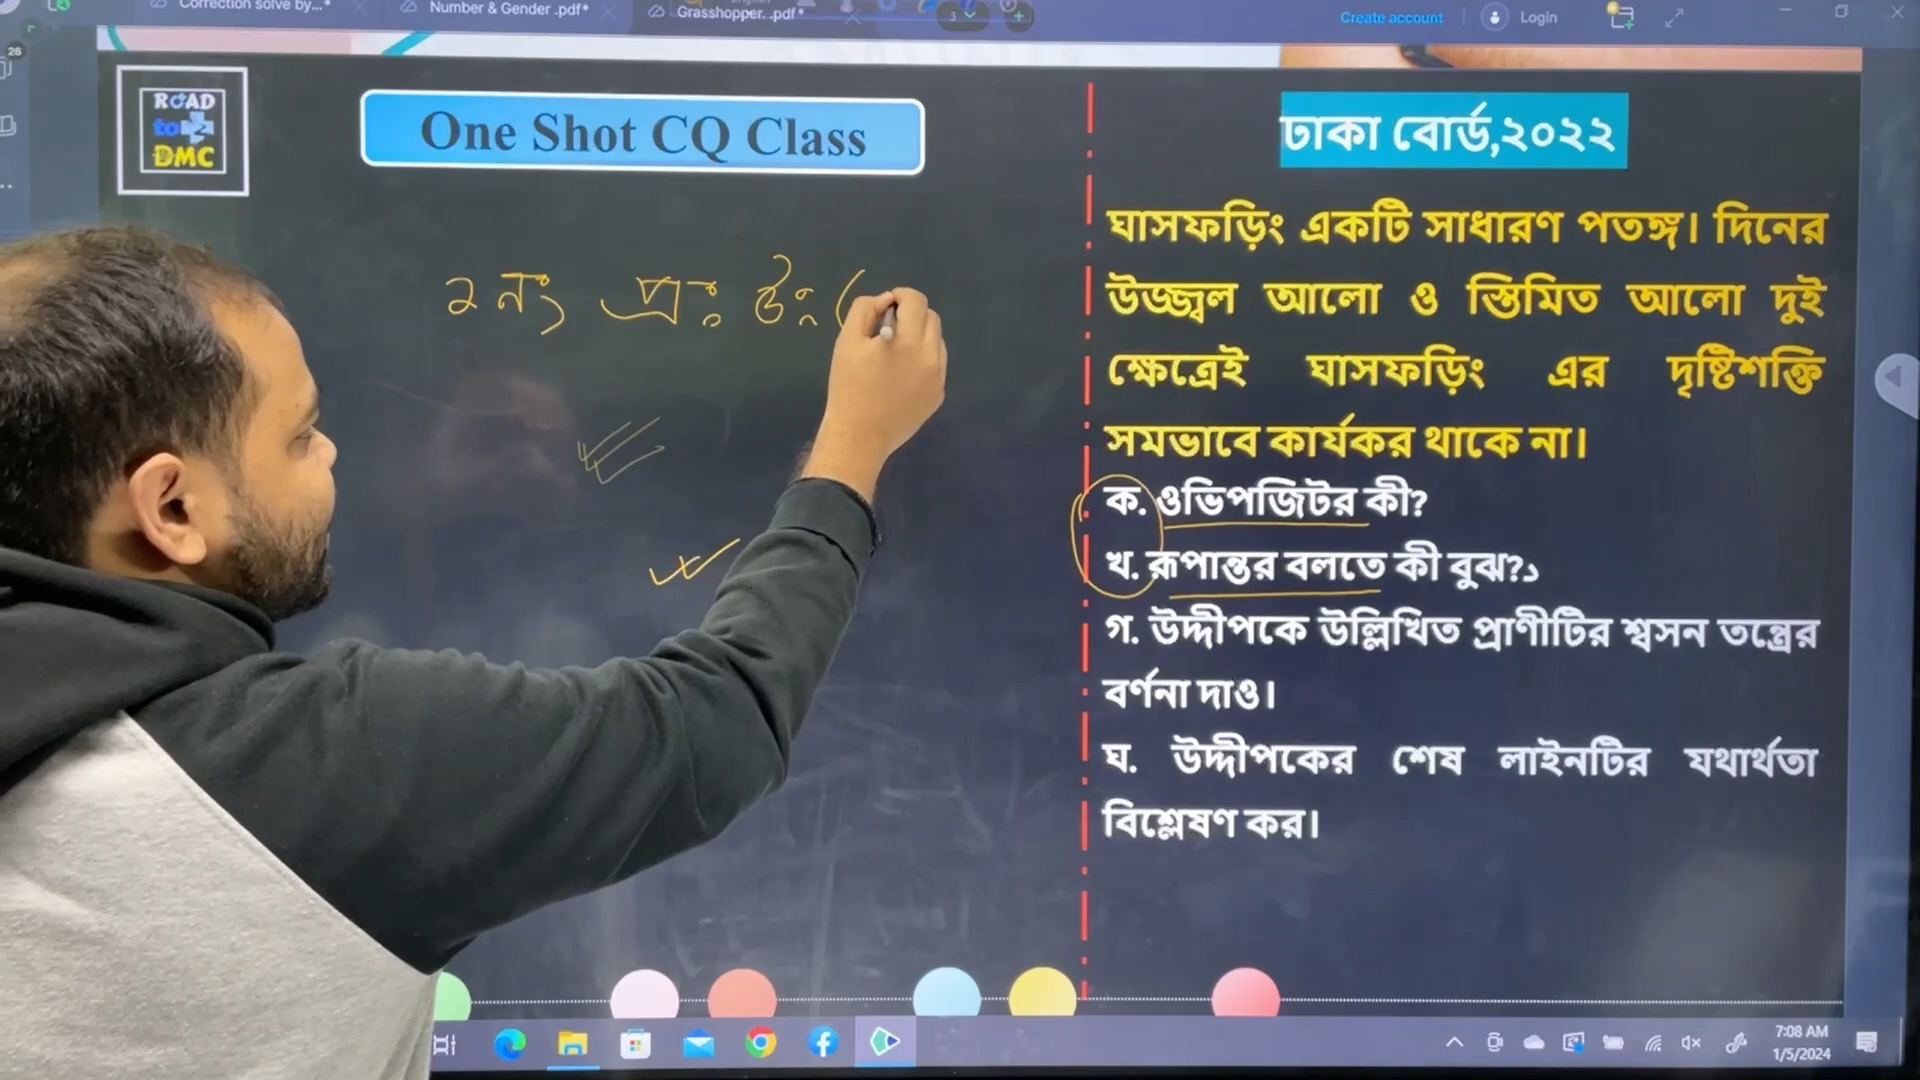 Correction solve by...*
Number & Gender .pdf*
Grasshopper. .pdf*
3
Create account
Login
26
ROAD
to
DMC
One Shot CQ Class
ঢাকা বোর্ড,২০২২
২ নং প্রঃ উঃ (
ঘাসফড়িং একটি সাধারণ পতঙ্গ। দিনের
উজ্জ্বল আলো ও স্তিমিত আলো দুই
ক্ষেত্রেই ঘাসফড়িং এর দৃষ্টিশক্তি
সমভাবে কার্যকর থাকে না।
ক. ওভিপজিটর কী?
খ. রূপান্তর বলতে কী বুঝ?১
গ. উদ্দীপকে উল্লিখিত প্রাণীটির শ্বসন তন্ত্রের
বর্ণনা দাও।
ঘ. উদ্দীপকের শেষ লাইনটির যথার্থতা
বিশ্লেষণ কর।
7:08 AM
1/5/2024